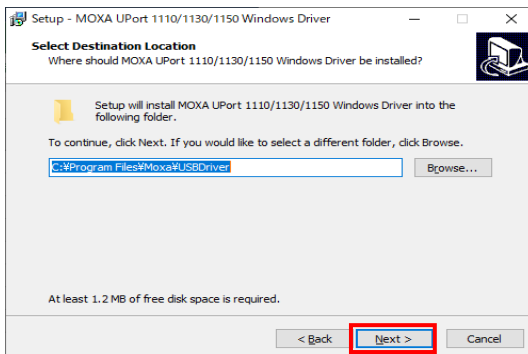 Setup - MOXA UPort 1110/1130/1150 Windows Driver
Select Destination Location
Where should MOXA UPort 1110/1130/1150 Windows Driver be installed?
Setup will install MOXA UPort 1110/1130/1150 Windows Driver into the
following folder.
To continue, click Next. If you would like to select a different folder, click Browse.
C:¥Program Files¥Moxa¥USBDriver
Browse...
At least 1.2 MB of free disk space is required.
< Back Next > Cancel